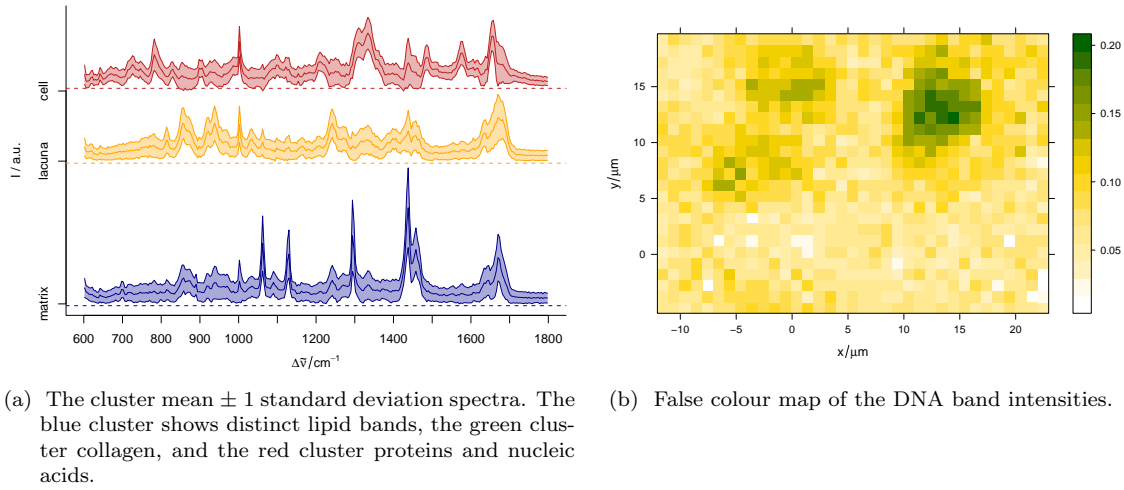 I / a.u.
cell
lacuna
matrix
600 800 1000 1200 1400 1600 1800
Δν̃/cm⁻¹
(a) The cluster mean ± 1 standard deviation spectra. The
blue cluster shows distinct lipid bands, the green clus-
ter collagen, and the red cluster proteins and nucleic
acids.
y/μm
15
10
5
0
-10 -5 0 5 10 15 20
x/μm
0.20
0.15
0.10
0.05
(b) False colour map of the DNA band intensities.